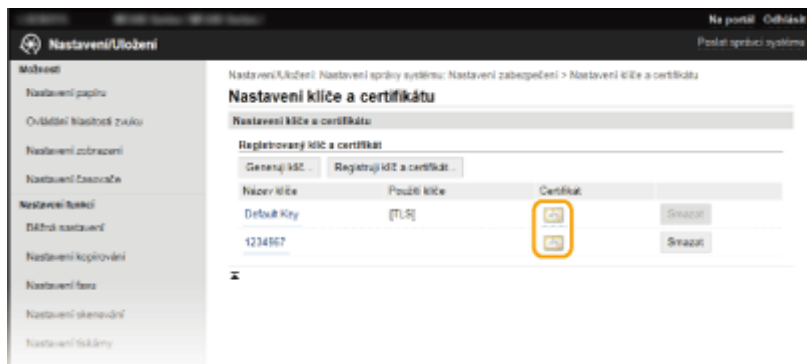 Na portál Odhlásit
Nastavení/Uložení
Poslat správci systému
Možnosti
Nastavení papíru
Ovládání hlasitosti zvuku
Nastavení zobrazení
Nastavení časovače
Nastavení funkcí
Běžná nastavení
Nastavení kopírování
Nastavení faxu
Nastavení skenování
Nastavení tiskárny
Nastavení/Uložení: Nastavení správy systému: Nastavení zabezpečení > Nastavení klíče a certifikátu
Nastavení klíče a certifikátu
Nastavení klíče a certifikátu
Registrovaný klíč a certifikát
Generuj klíč... Registruj klíč a certifikát...
Název klíče Použití klíče Certifikát
Default Key [TLS] Smazat
1234567 Smazat